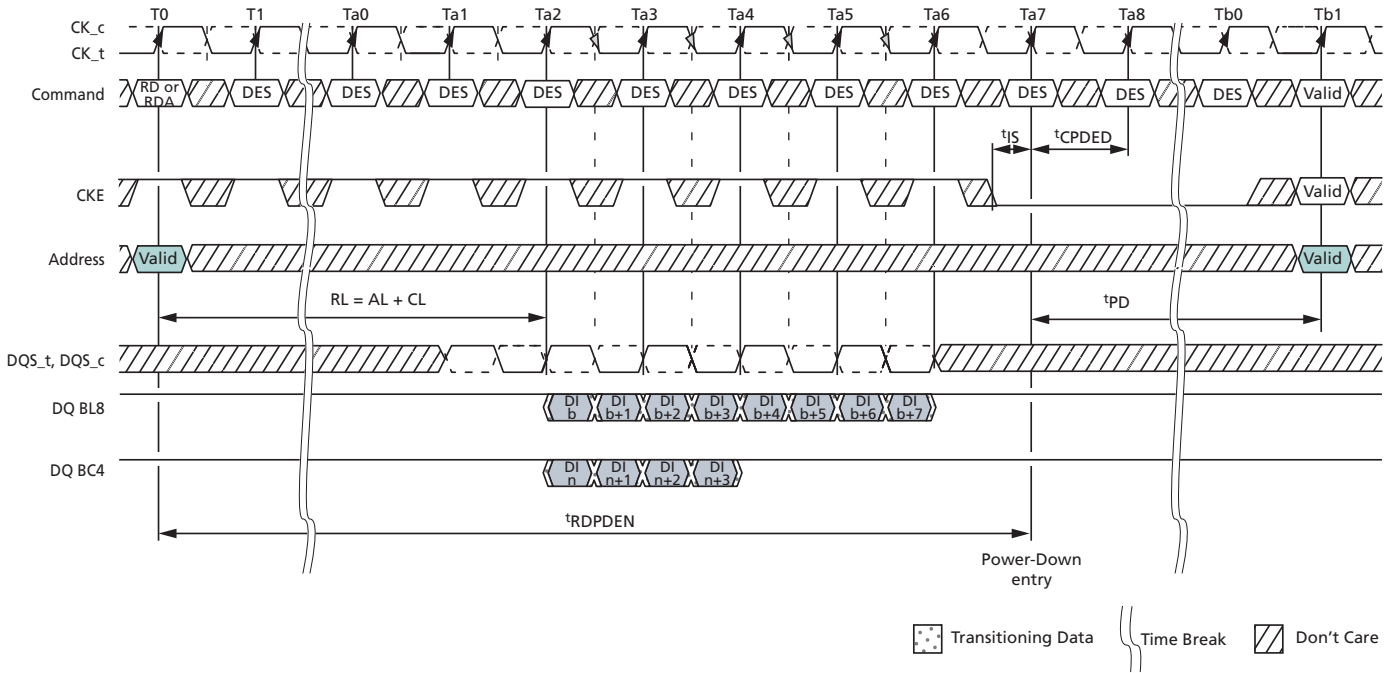 T0 T1 Ta0 Ta1 Ta2 Ta3 Ta4 Ta5 Ta6 Ta7 Ta8 Tb0 Tb1
CK_c
CK_t
Command RD or RDA DES DES DES DES DES DES DES DES DES DES DES Valid
tIS tCPDED
CKE Valid
Address Valid Valid
RL = AL + CL tPD
DQS_t, DQS_c
DQ BL8 DI b DI b+1 DI b+2 DI b+3 DI b+4 DI b+5 DI b+6 DI b+7
DQ BC4 DI n DI n+1 DI n+2 DI n+3
tRDPDEN
Power-Down
entry
Transitioning Data Time Break Don't Care